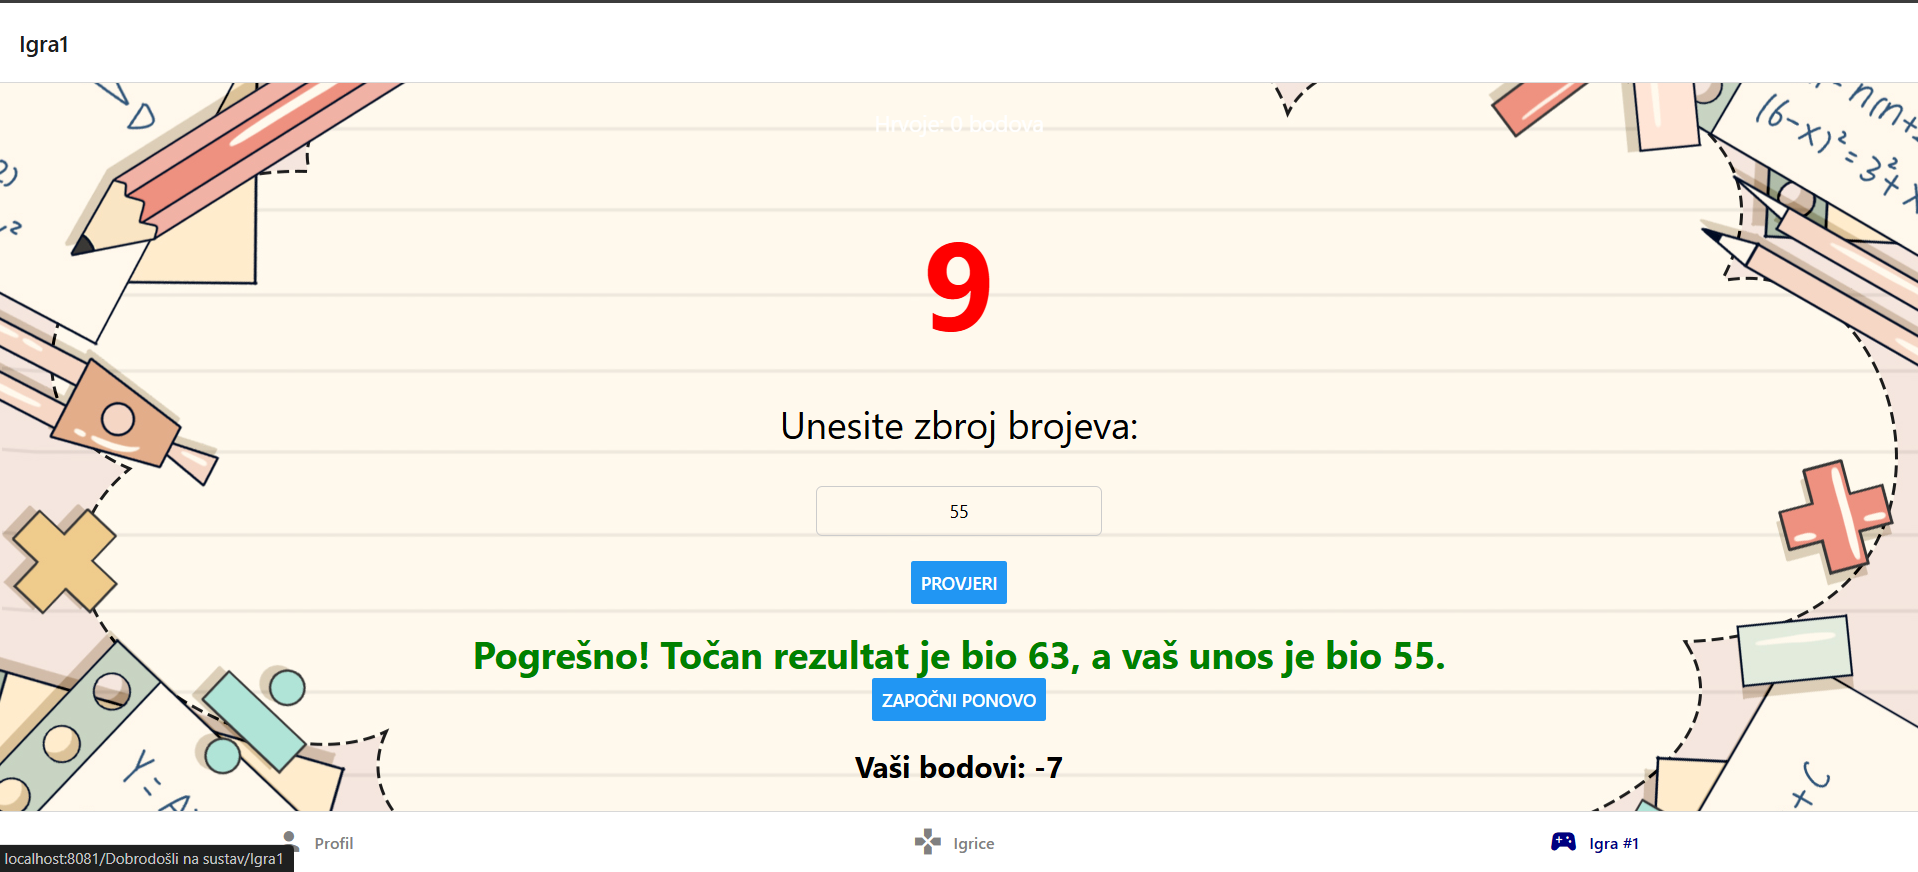 Igra1
Hrvoje: 0 bodova
9
Unesite zbroj brojeva:
55
PROVJERI
Pogrešno! Točan rezultat je bio 63, a vaš unos je bio 55.
ZAPOČNI PONOVO
Vaši bodovi: -7
Profil
Igrice
Igra #1
localhost:8081/Dobrodošli na sustav/Igra1